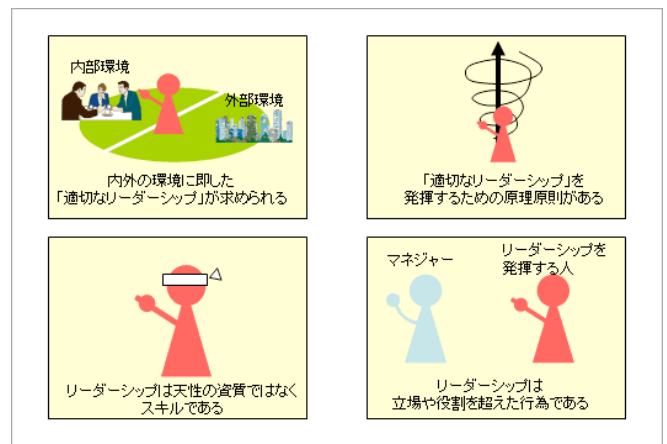 内部環境
外部環境
内外の環境に即した
「適切なリーダーシップ」が求められる
「適切なリーダーシップ」を
発揮するための原理原則がある
リーダーシップは天性の資質ではなく
スキルである
マネジャー
リーダーシップを
発揮する人
リーダーシップは
立場や役割を超えた行為である